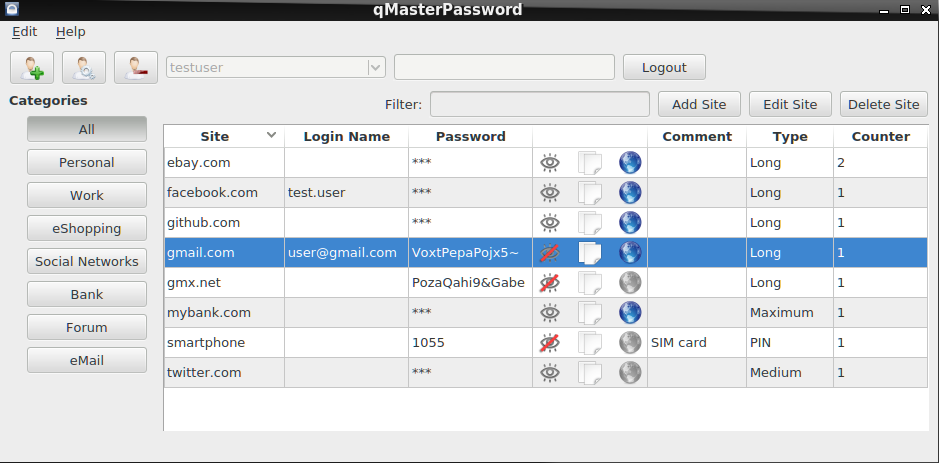 qMasterPassword
Edit Help
testuser Logout
Categories Filter: Add Site Edit Site Delete Site
All
Personal
Work
eShopping
Social Networks
Bank
Forum
eMail
Site Login Name Password Comment Type Counter
ebay.com *** Long 2
facebook.com test.user *** Long 1
github.com *** Long 1
gmail.com user@gmail.com VoxtPepaPojx5~ Long 1
gmx.net PozaQahi9&Gabe Long 1
mybank.com *** Maximum 1
smartphone 1055 SIM card PIN 1
twitter.com *** Medium 1